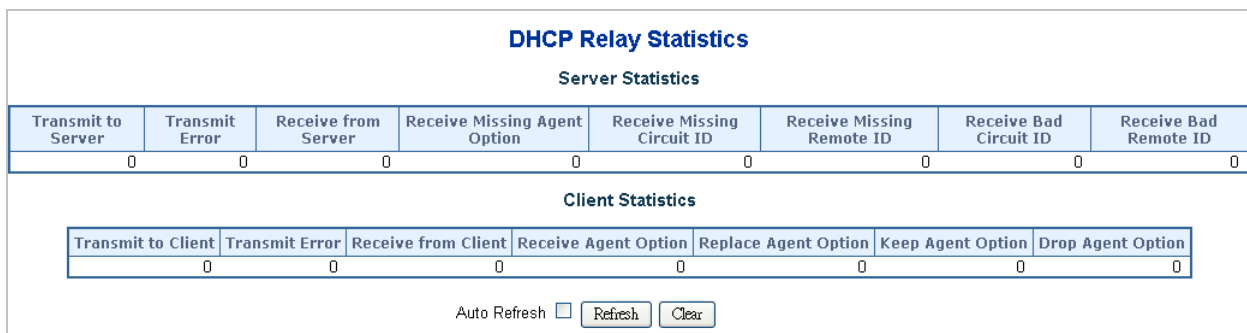 DHCP Relay Statistics
Server Statistics
Transmit to Server Transmit Error Receive from Server Receive Missing Agent Option Receive Missing Circuit ID Receive Missing Remote ID Receive Bad Circuit ID Receive Bad Remote ID
0 0 0 0 0 0 0 0
Client Statistics
Transmit to Client Transmit Error Receive from Client Receive Agent Option Replace Agent Option Keep Agent Option Drop Agent Option
0 0 0 0 0 0 0
Auto Refresh Refresh Clear